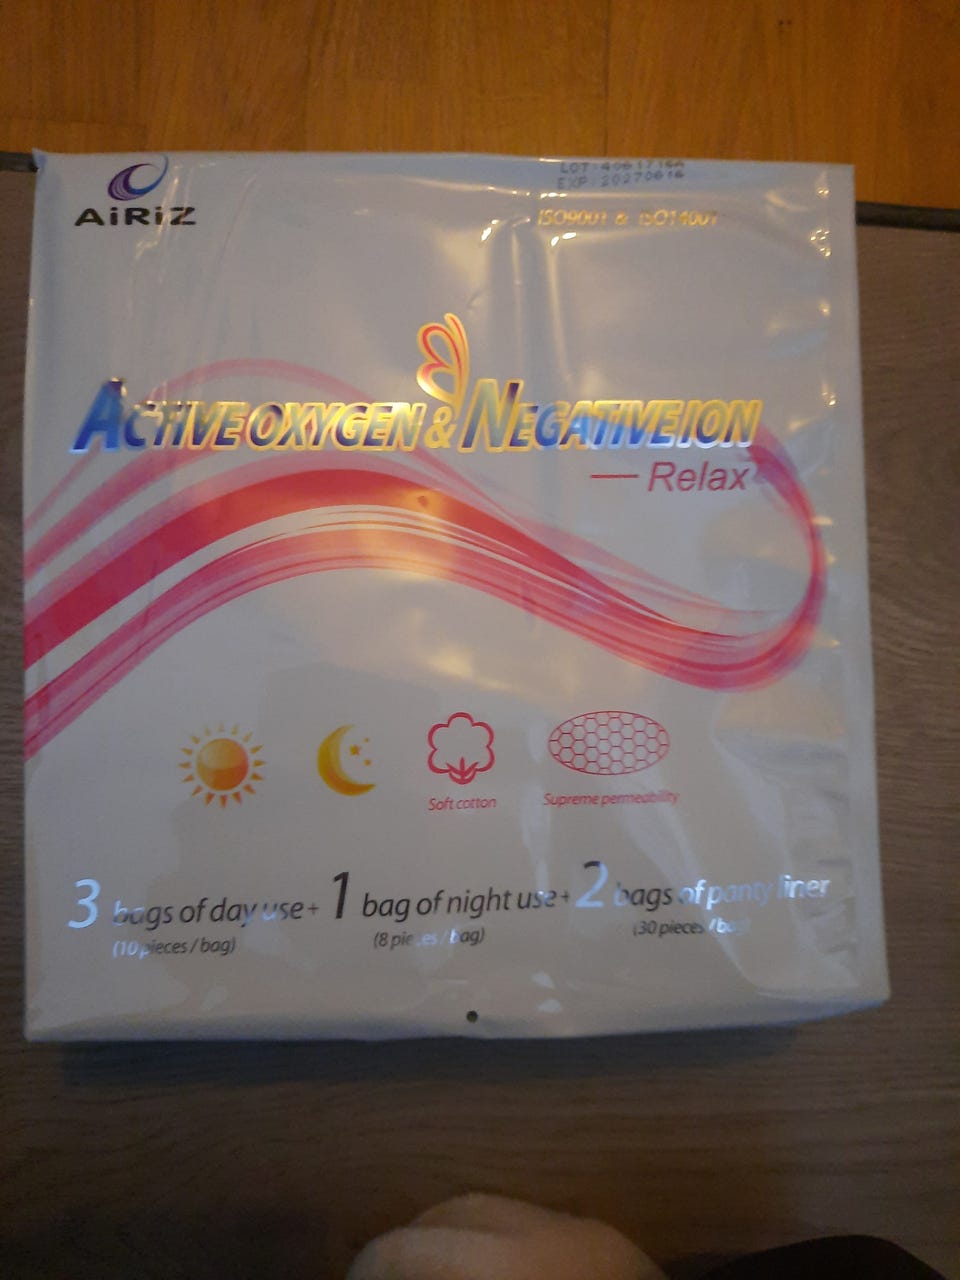 AiRiZ
LOT:4061716A
EXP:20270616
ISO9001 & ISO14001
ACTIVE OXYGEN & NEGATIVE ION
— Relax
Soft cotton
Supreme permeability
3 bags of day use + 1 bag of night use + 2 bags of panty liner
(10 pieces / bag) (8 pieces / bag) (30 pieces / bag)